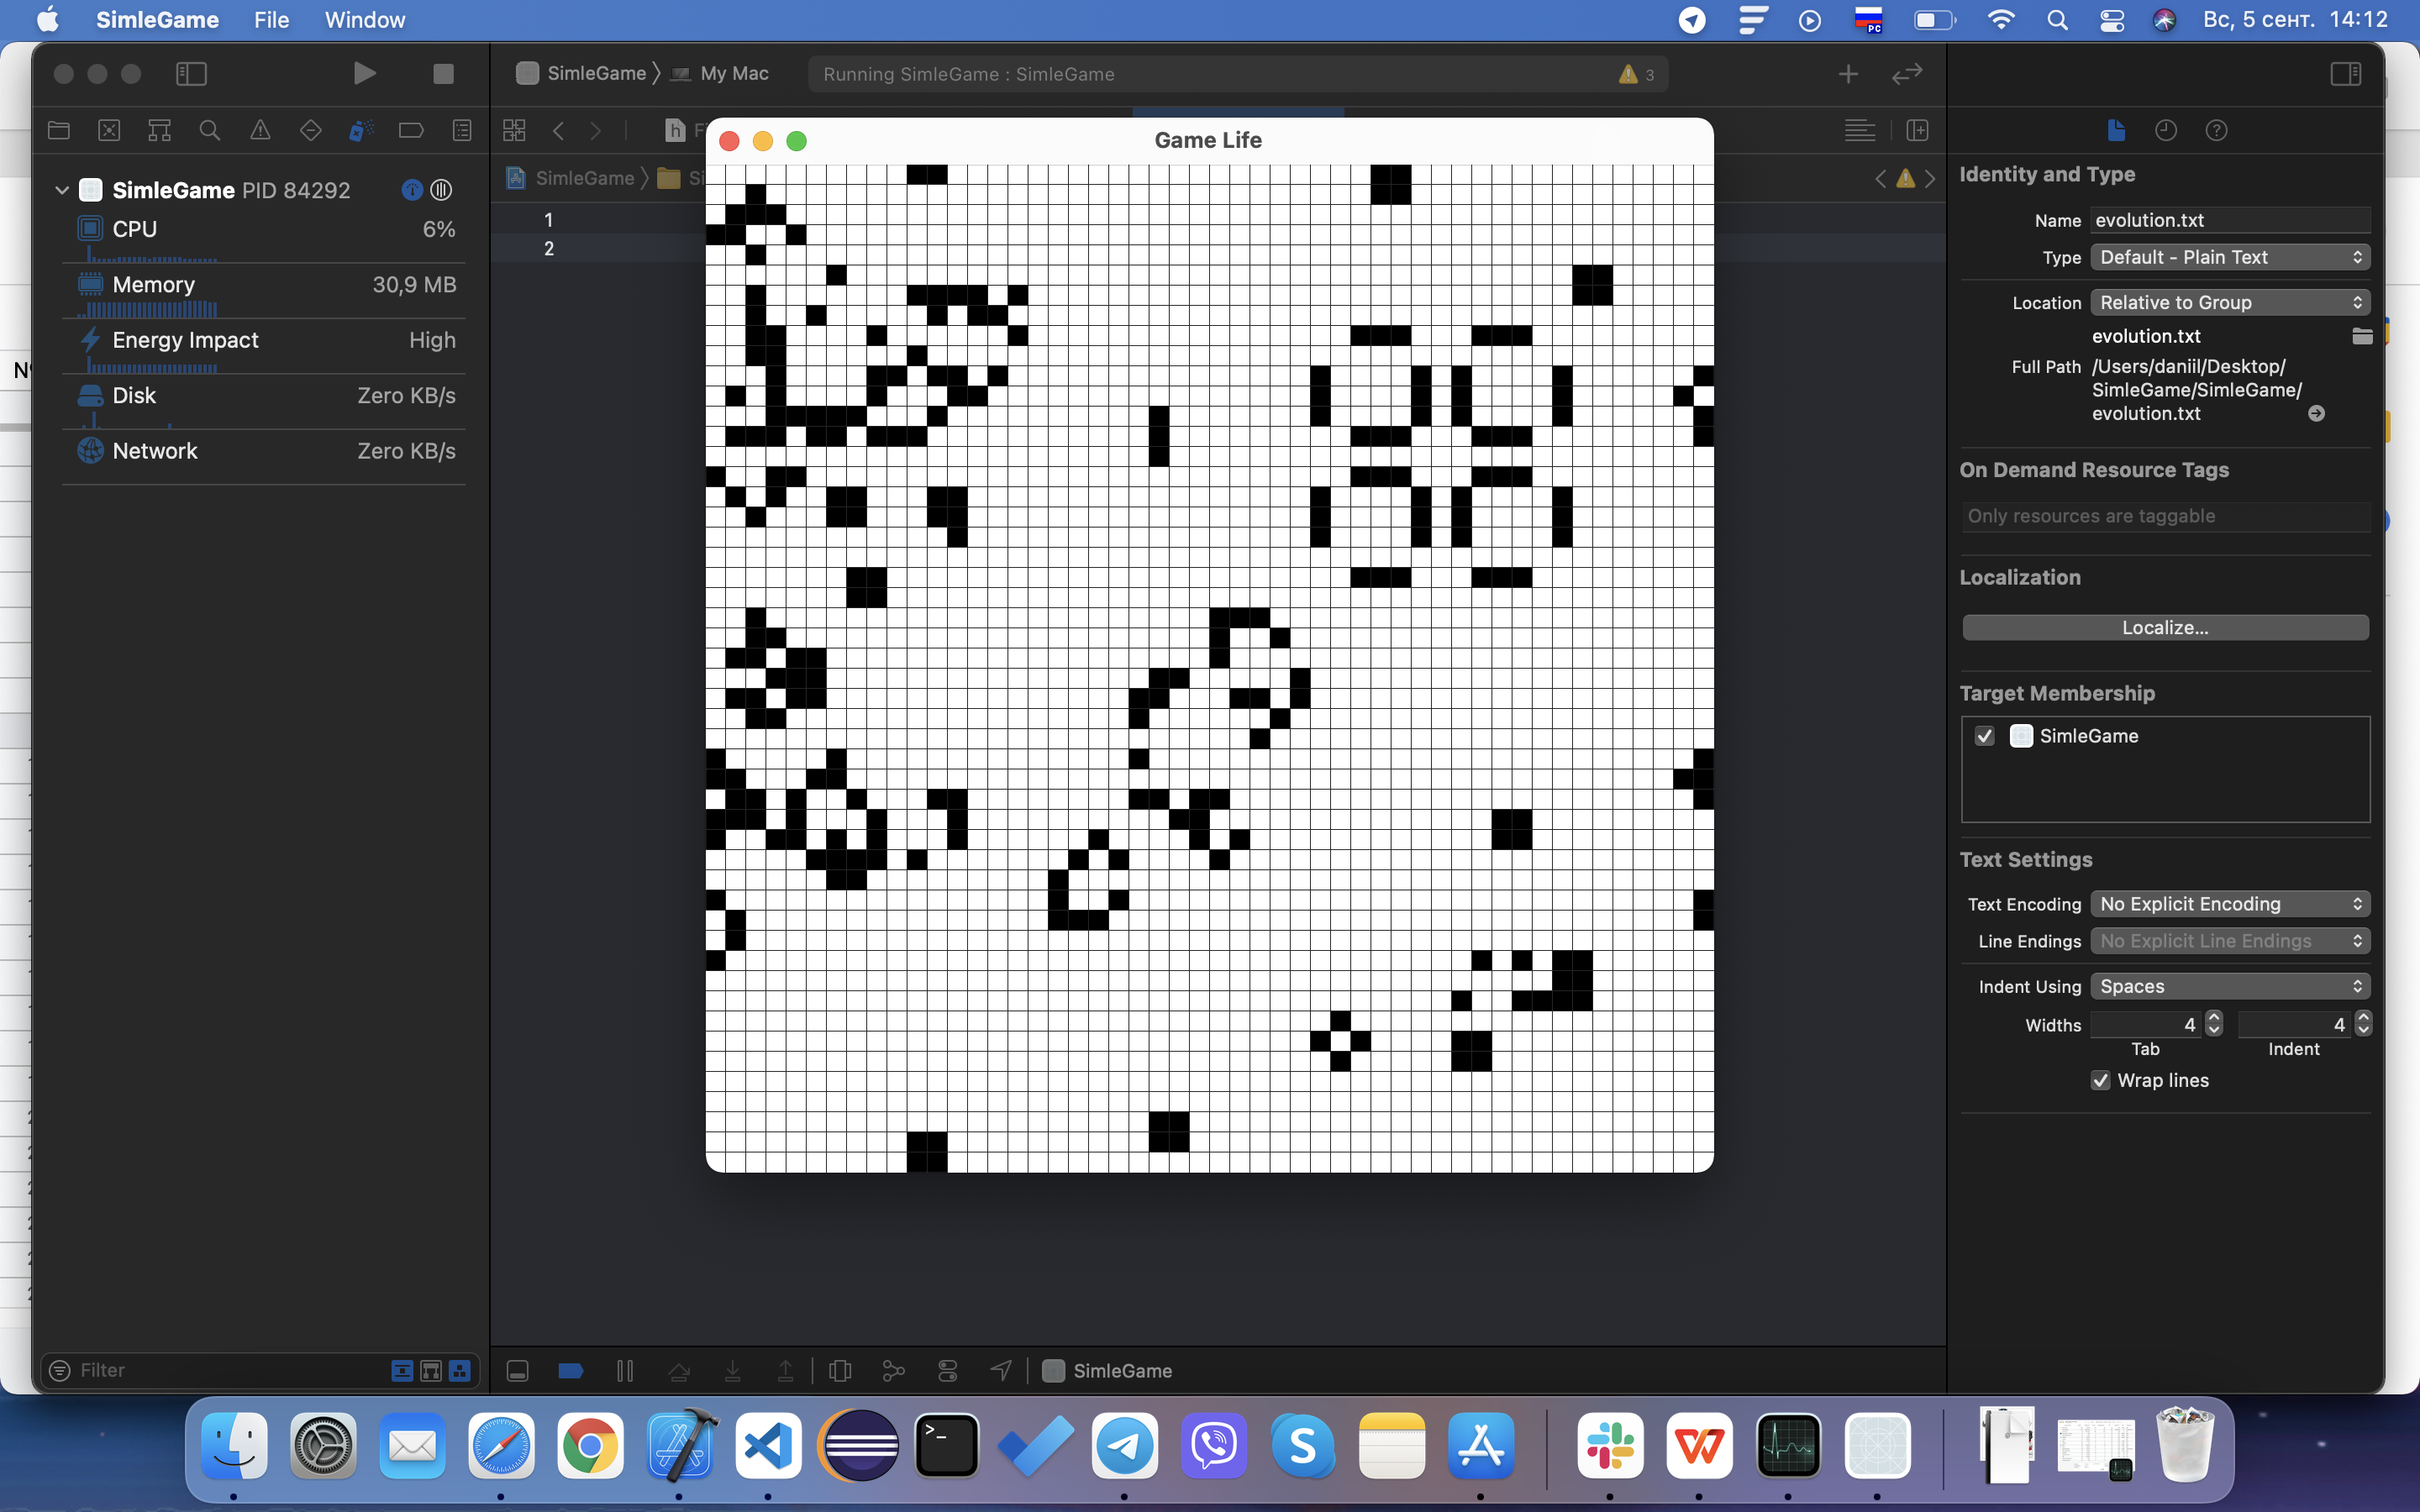 SimleGame File Window
РС
Вс, 5 сент. 14:12
SimleGame My Mac
Running SimleGame : SimleGame
3
Game Life
SimleGame PID 84292
CPU 6%
Memory 30,9 MB
Energy Impact High
Disk Zero KB/s
Network Zero KB/s
h F
SimleGame Si
1
2
Identity and Type
Name evolution.txt
Type Default - Plain Text
Location Relative to Group
evolution.txt
Full Path /Users/daniil/Desktop/
SimleGame/SimleGame/
evolution.txt
On Demand Resource Tags
Only resources are taggable
Localization
Localize...
Target Membership
SimleGame
Text Settings
Text Encoding No Explicit Encoding
Line Endings No Explicit Line Endings
Indent Using Spaces
Widths 4 4
Tab Indent
Wrap lines
Filter
SimleGame